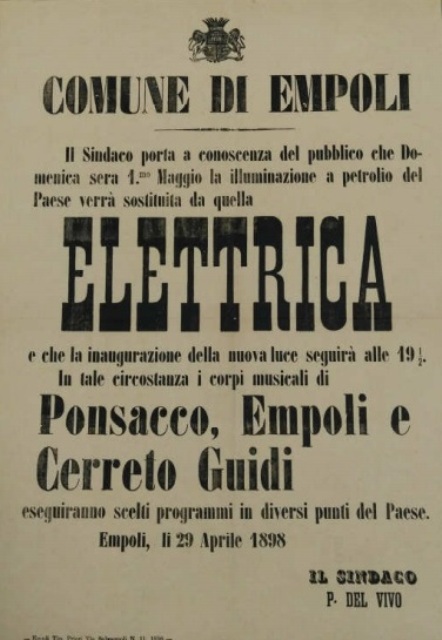 COMUNE DI EMPOLI
Il Sindaco porta a conoscenza del pubblico che Do-
menica sera 1.mo Maggio la illuminazione a petrolio del
Paese verrà sostituita da quella
ELETTRICA
e che la inaugurazione della nuova luce seguirà alle 19 ½.
In tale circostanza i corpi musicali di
Ponsacco, Empoli e
Cerreto Guidi
eseguiranno scelti programmi in diversi punti del Paese.
Empoli, li 29 Aprile 1898
IL SINDACO
P. DEL VIVO